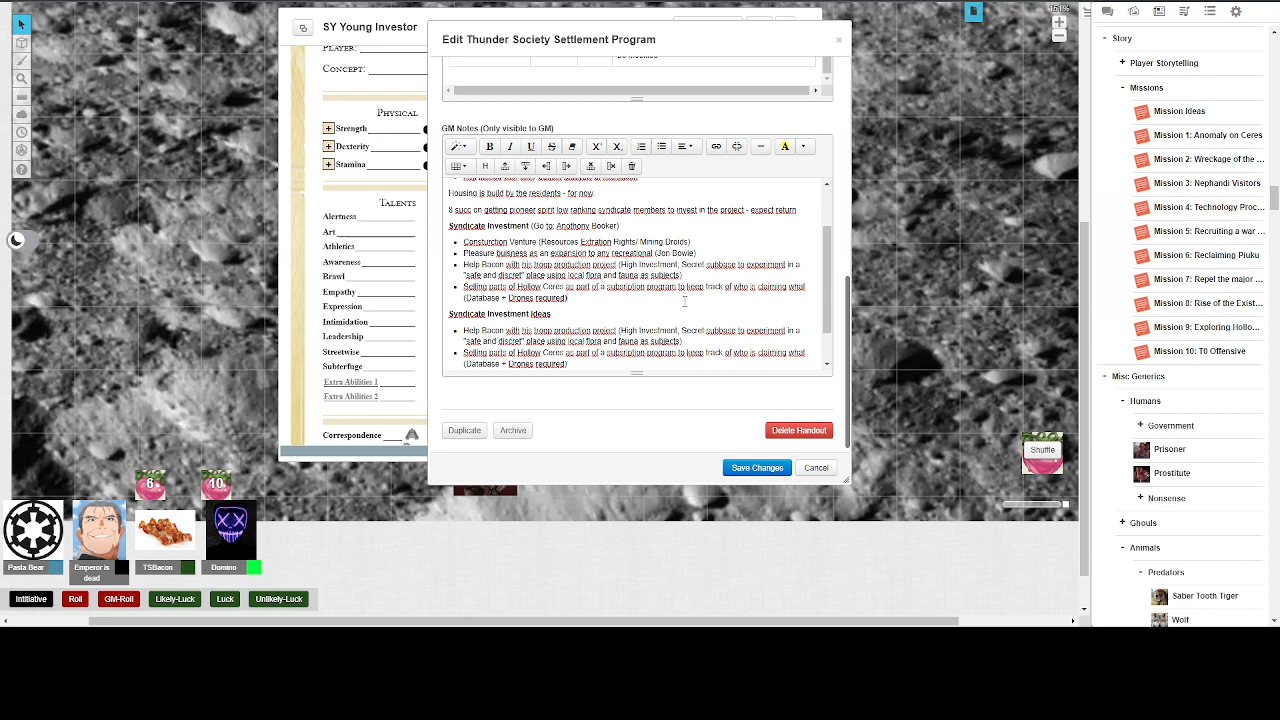 SY Young Investor
PLAYER:
CONCEPT:
PHYSICAL
Strength
Dexterity
Stamina
TALENTS
Alertness
Art
Athletics
Awareness
Brawl
Empathy
Expression
Intimidation
Leadership
Streetwise
Subterfuge
Extra Abilities 1
Extra Abilities 2
Correspondence
Edit Thunder Society Settlement Program
×
GM Notes (Only visible to GM)
B I U S
H
A
Housing is build by the residents - for now.
8 succ on getting pioneer spirit low ranking syndicate members to invest in the project - expect return
Syndicate Investment (Go to: Anothony Booker)
Consturction Venture (Resources Extration Rights/ Mining Droids)
Pleasure buisness as an expansion to any recreational (Jon Bowie)
Help Bacon with his troop production project (High Investment, Secret subbase to experiment in a
"safe and discret" place using local flora and fauna as subjects)
Selling parts of Hollow Ceres as part of a subsription program to keep track of who is claiming what
(Database + Drones required)
Syndicate Investment Ideas
Help Bacon with his troop production project (High Investment, Secret subbase to experiment in a
"safe and discret" place using local flora and fauna as subjects)
Selling parts of Hollow Ceres as part of a subsription program to keep track of who is claiming what
(Database + Drones required)
Duplicate
Archive
Delete Handout
Save Changes
Cancel
Story
Player Storytelling
Missions
Mission Ideas
Mission 1: Anomaly on Ceres
Mission 2: Wreckage of the ...
Mission 3: Nephandi Visitors
Mission 4: Technology Proc...
Mission 5: Recruiting a war ...
Mission 6: Reclaiming Pluku
Mission 7: Repel the major ...
Mission 8: Rise of the Exist...
Mission 9: Exploring Hollo...
Mission 10: T0 Offensive
Misc Generics
Humans
Government
Prisoner
Prostitute
Nonsense
Ghouls
Animals
Predators
Saber Tooth Tiger
Wolf
Shuffle
6
10
Pasta Bear
Emperor is
dead
TSBacon
Domino
Intitiative
Roll
GM-Roll
Likely-Luck
Luck
Unlikely-Luck